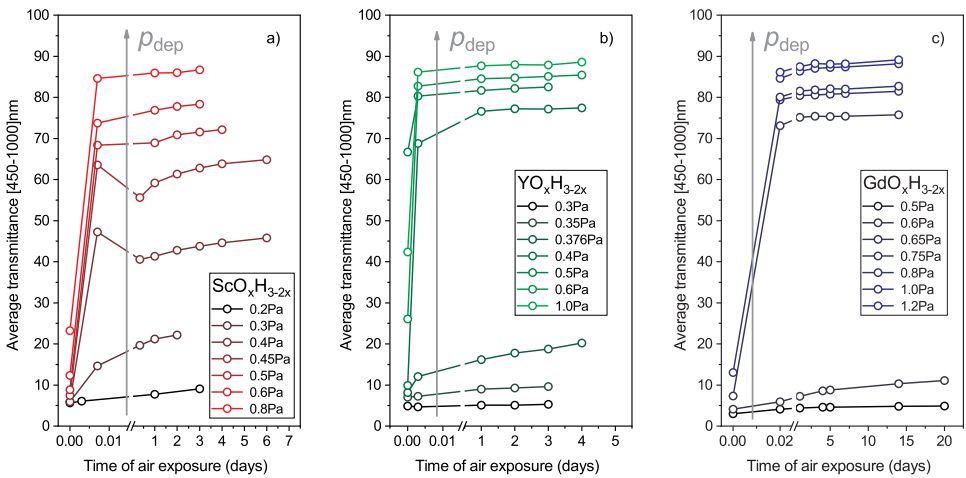 a)
p_dep
Average transmittance [450-1000]nm
100
90
80
70
60
50
40
30
20
10
0
ScOₓH₃₋₂ₓ
0.2Pa
0.3Pa
0.4Pa
0.45Pa
0.5Pa
0.6Pa
0.8Pa
0.00 0.01 1 2 3 4 5 6 7
Time of air exposure (days)
b)
p_dep
Average transmittance [450-1000]nm
100
90
80
70
60
50
40
30
20
10
0
YOₓH₃₋₂ₓ
0.3Pa
0.35Pa
0.376Pa
0.4Pa
0.5Pa
0.6Pa
1.0Pa
0.00 0.01 1 2 3 4 5
Time of air exposure (days)
c)
p_dep
Average transmittance [450-1000]nm
100
90
80
70
60
50
40
30
20
10
0
GdOₓH₃₋₂ₓ
0.5Pa
0.6Pa
0.65Pa
0.75Pa
0.8Pa
1.0Pa
1.2Pa
0.00 0.02 5 10 15 20
Time of air exposure (days)